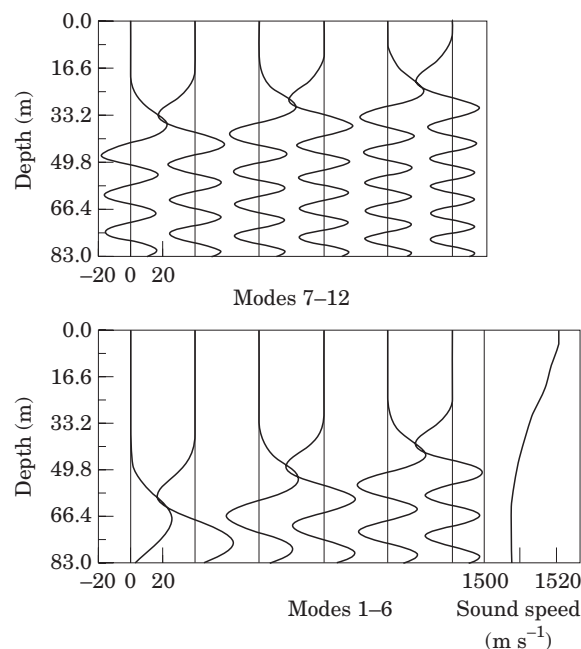 0.0
16.6
33.2
49.8
66.4
83.0
Depth (m)
–20 0 20
Modes 7–12
0.0
16.6
33.2
49.8
66.4
83.0
Depth (m)
–20 0 20
1500 1520
Modes 1–6
Sound speed
(m s⁻¹)